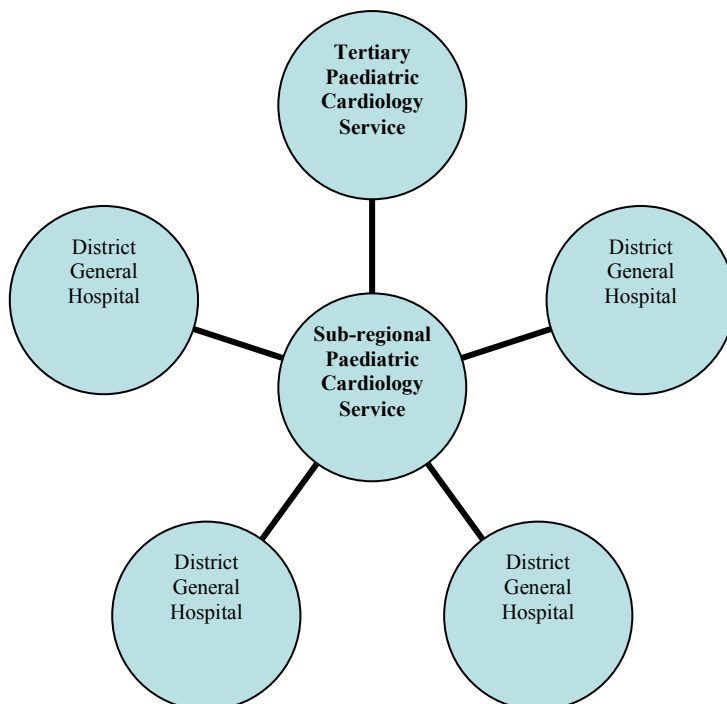 Tertiary
Paediatric
Cardiology
Service
District
General
Hospital
District
General
Hospital
Sub-regional
Paediatric
Cardiology
Service
District
General
Hospital
District
General
Hospital